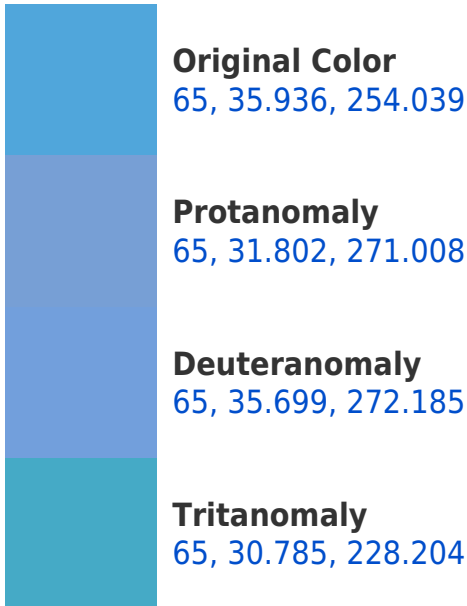 Original Color
65, 35.936, 254.039
Protanomaly
65, 31.802, 271.008
Deuteranomaly
65, 35.699, 272.185
Tritanomaly
65, 30.785, 228.204